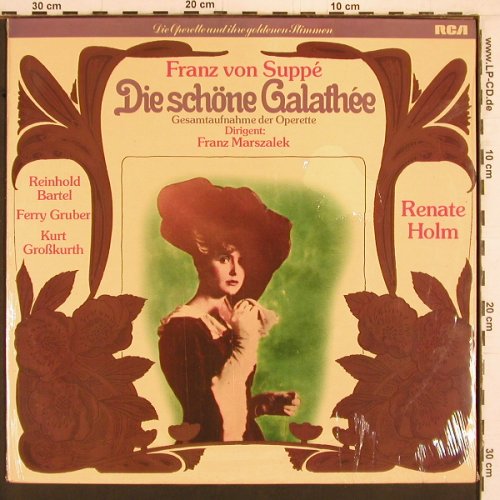 30 cm
20 cm
10 cm
Die Operette und ihre goldenen Stimmen
RCA
Franz von Suppé
Die schöne Galathée
Gesamtaufnahme der Operette
Dirigent:
Franz Marszalek
Reinhold
Bartel
Ferry Gruber
Kurt
Großkurth
Renate
Holm
www.LP-CD.de
10 cm
20 cm
30 cm